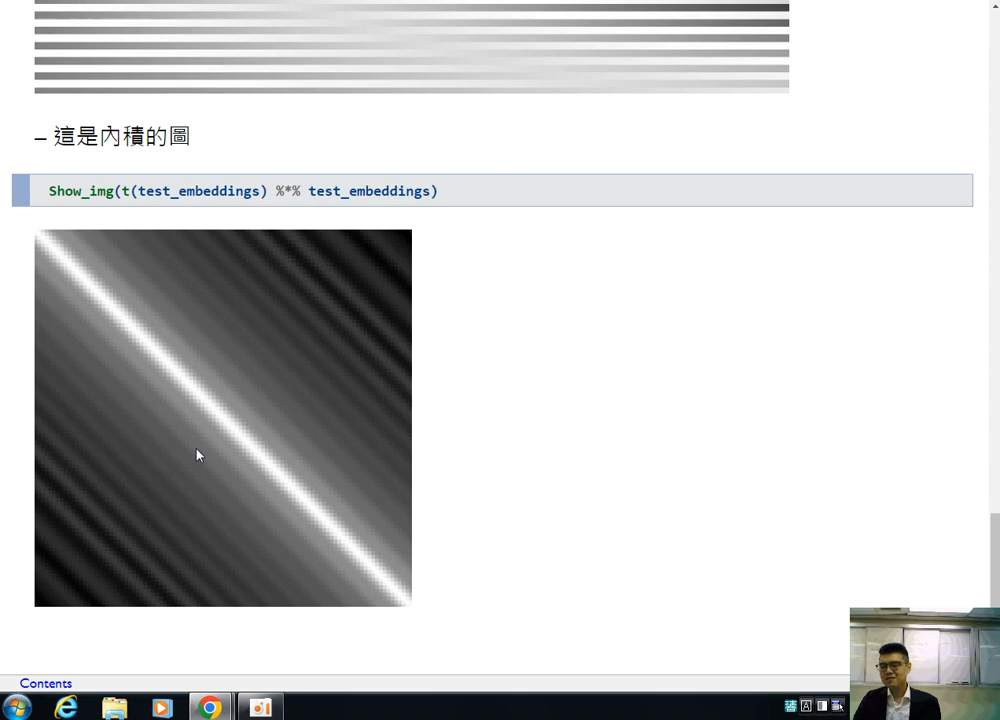 – 這是內積的圖
Show_img(t(test_embeddings) %*% test_embeddings)
Contents
A